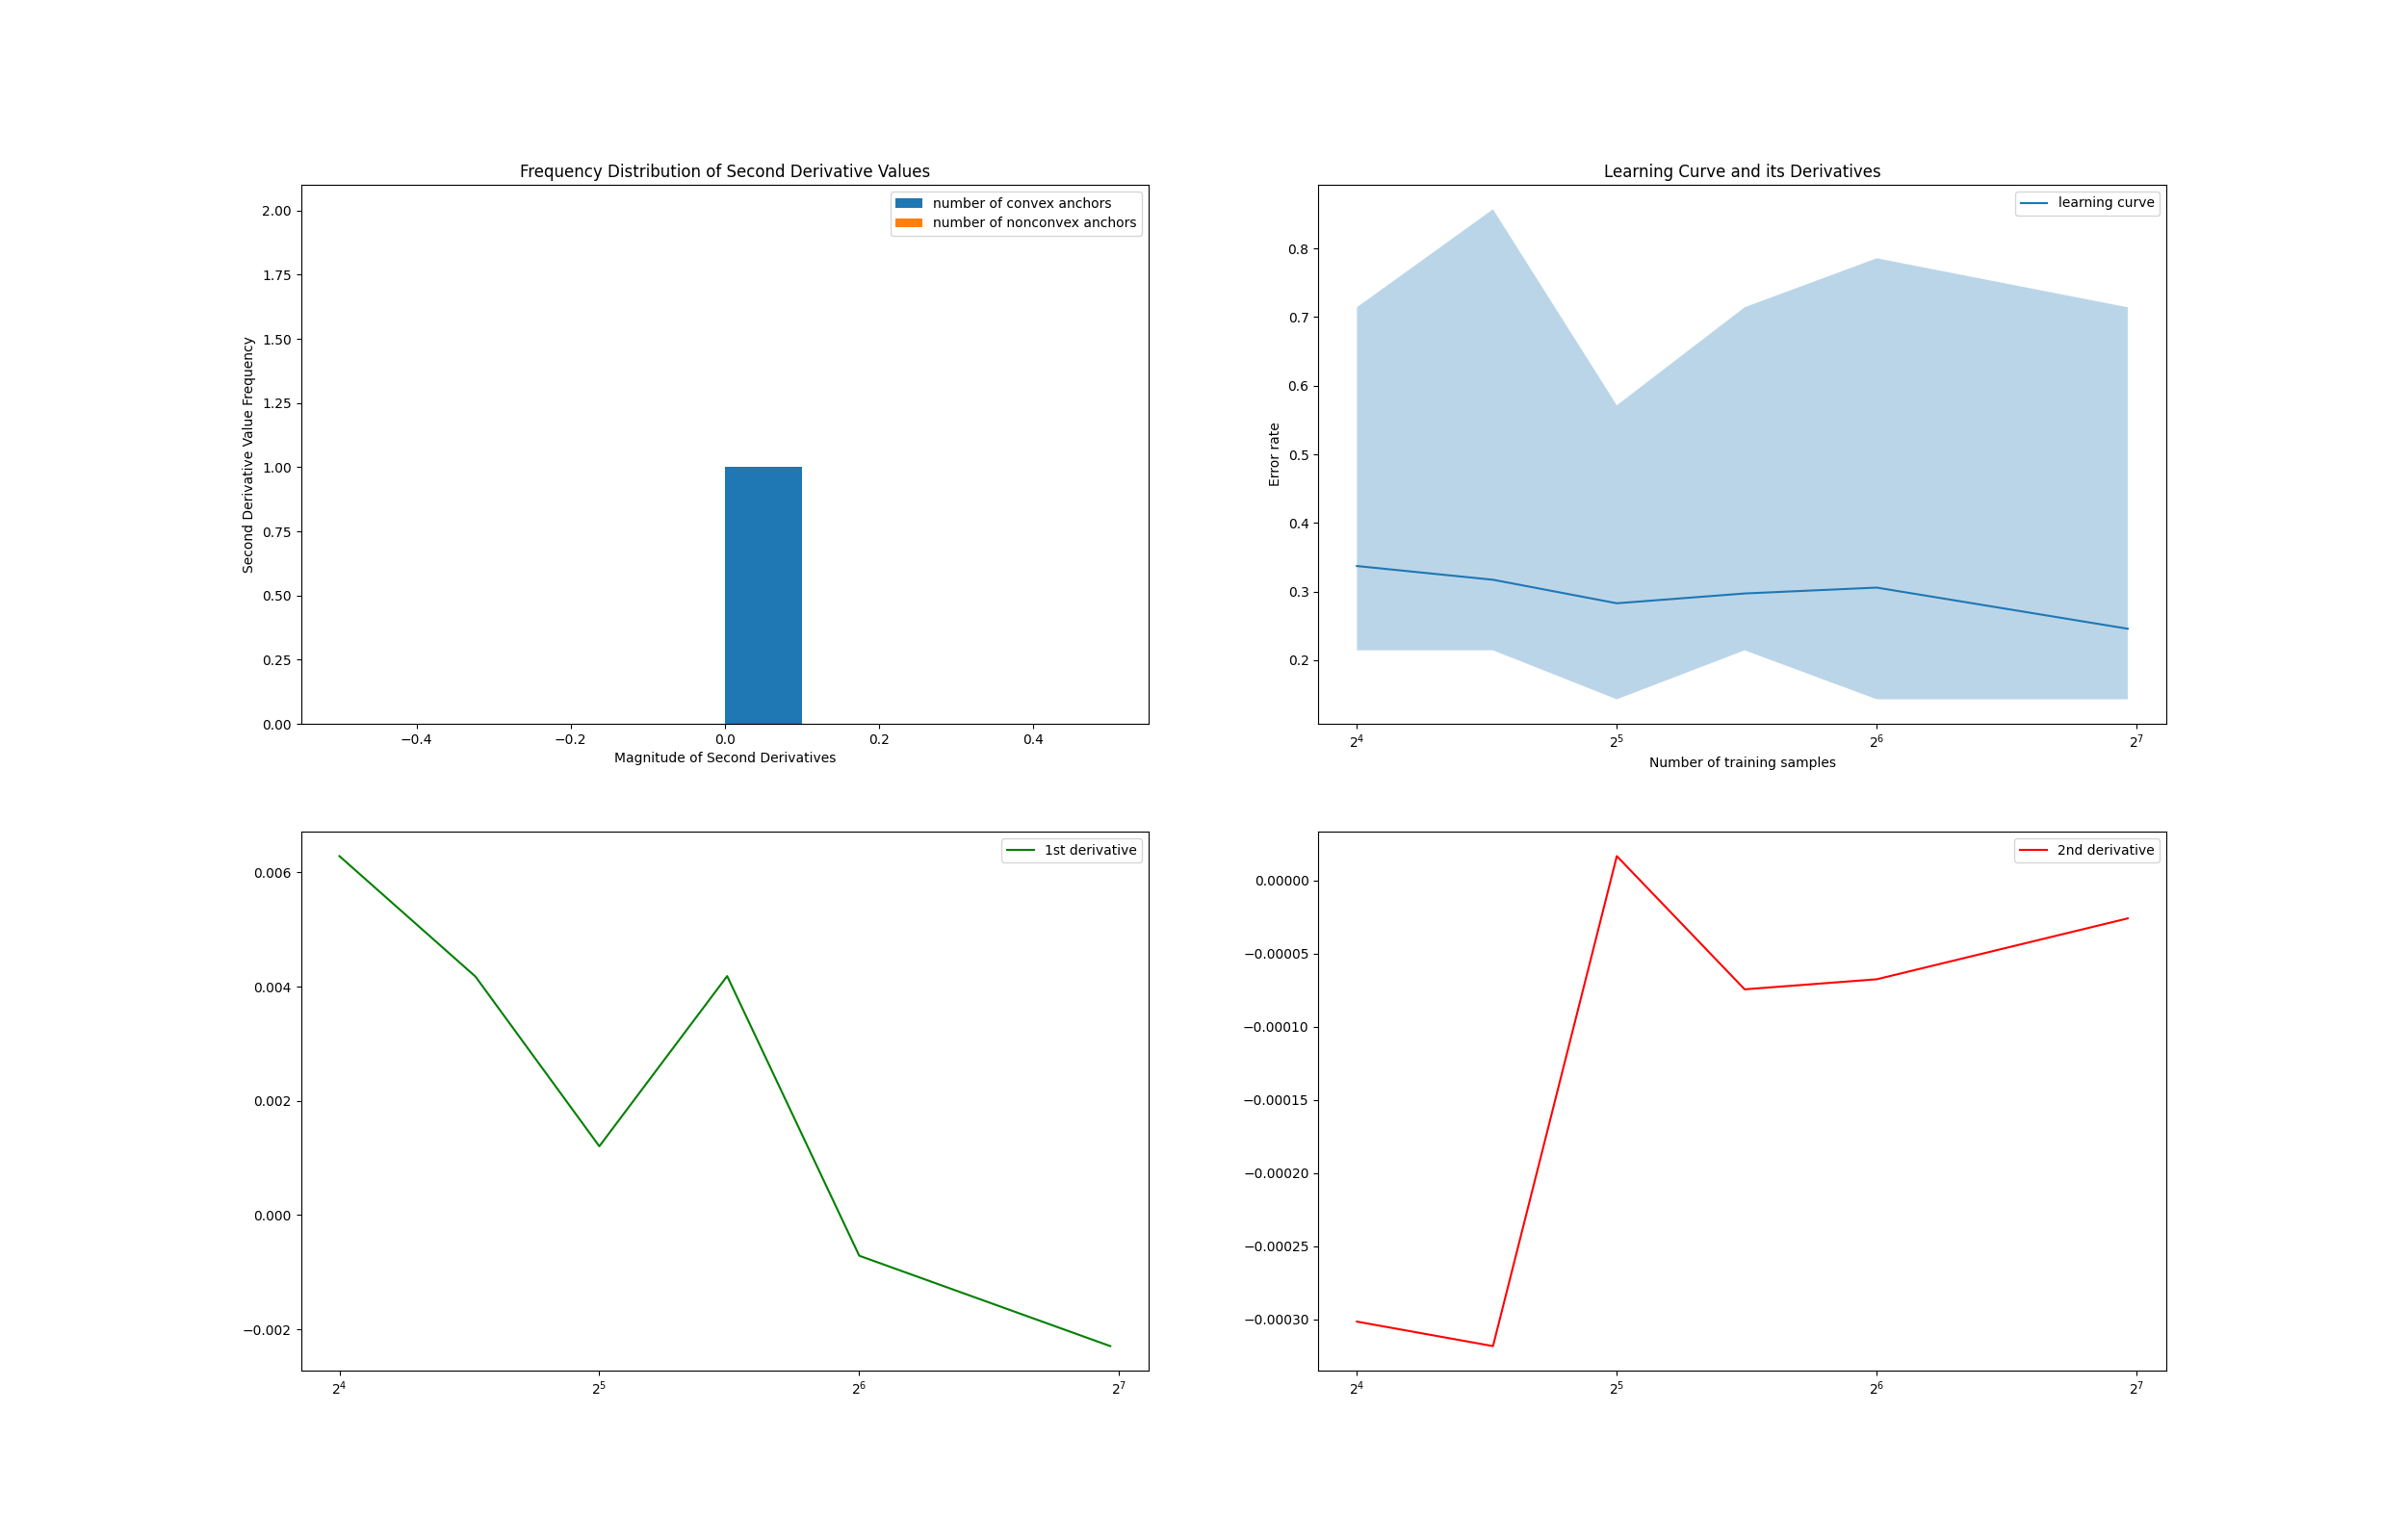 Frequency Distribution of Second Derivative Values
number of convex anchors
number of nonconvex anchors
Second Derivative Value Frequency
2.00
1.75
1.50
1.25
1.00
0.75
0.50
0.25
0.00
−0.4 −0.2 0.0 0.2 0.4
Magnitude of Second Derivatives
Learning Curve and its Derivatives
learning curve
Error rate
0.8
0.7
0.6
0.5
0.4
0.3
0.2
2⁴ 2⁵ 2⁶ 2⁷
Number of training samples
1st derivative
0.006
0.004
0.002
0.000
−0.002
2⁴ 2⁵ 2⁶ 2⁷
2nd derivative
0.00000
−0.00005
−0.00010
−0.00015
−0.00020
−0.00025
−0.00030
2⁴ 2⁵ 2⁶ 2⁷